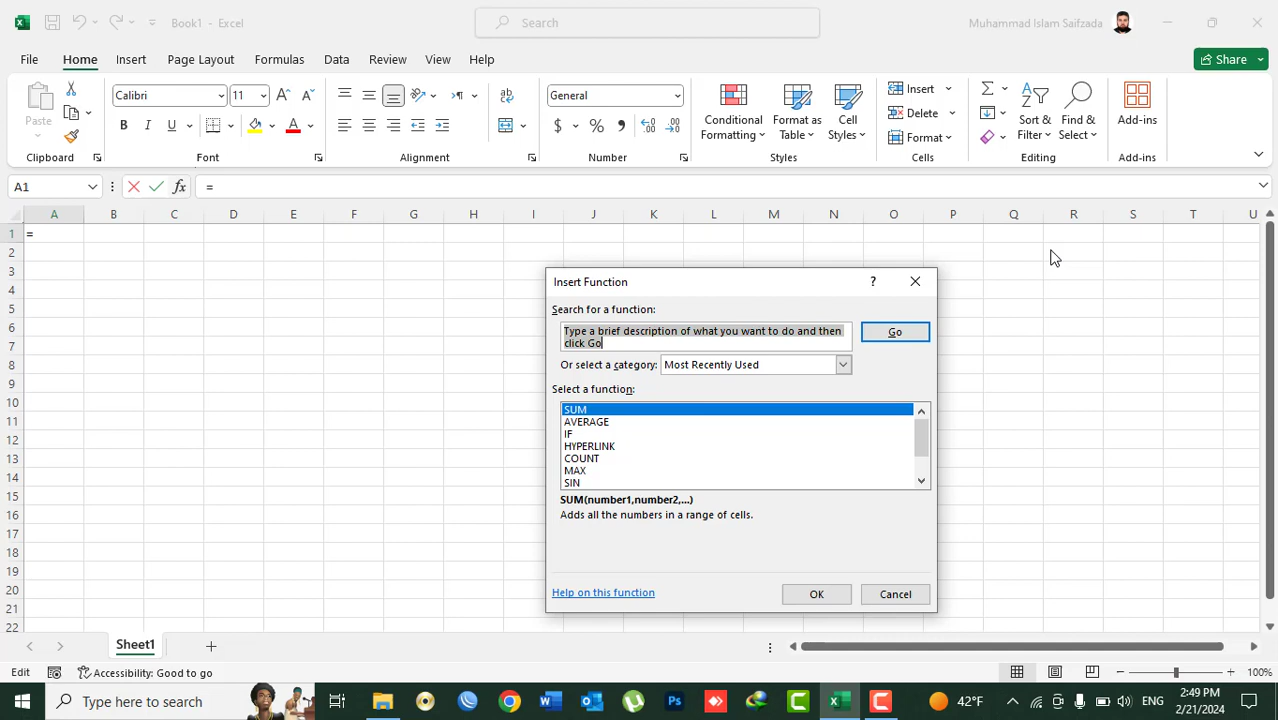 Book1 - Excel
Search
Muhammad Islam Saifzada
File Home Insert Page Layout Formulas Data Review View Help
Share
Paste
Calibri 11
General
Conditional Formatting
Format as Table
Cell Styles
Insert
Delete
Format
Sort & Filter
Find & Select
Add-ins
Clipboard Font Alignment Number Styles Cells Editing Add-ins
A1 fx =
A B C D E F G H I J K L M N O P Q R S T U
1 =
2
3
4
5
6
7
8
9
10
11
12
13
14
15
16
17
18
19
20
21
22
Insert Function
?
Search for a function:
Type a brief description of what you want to do and then
click Go
Go
Or select a category: Most Recently Used
Select a function:
SUM
AVERAGE
IF
HYPERLINK
COUNT
MAX
SIN
SUM(number1,number2,...)
Adds all the numbers in a range of cells.
Help on this function
OK
Cancel
Sheet1
Edit Accessibility: Good to go 100%
Type here to search
42°F
ENG
2:49 PM
2/21/2024